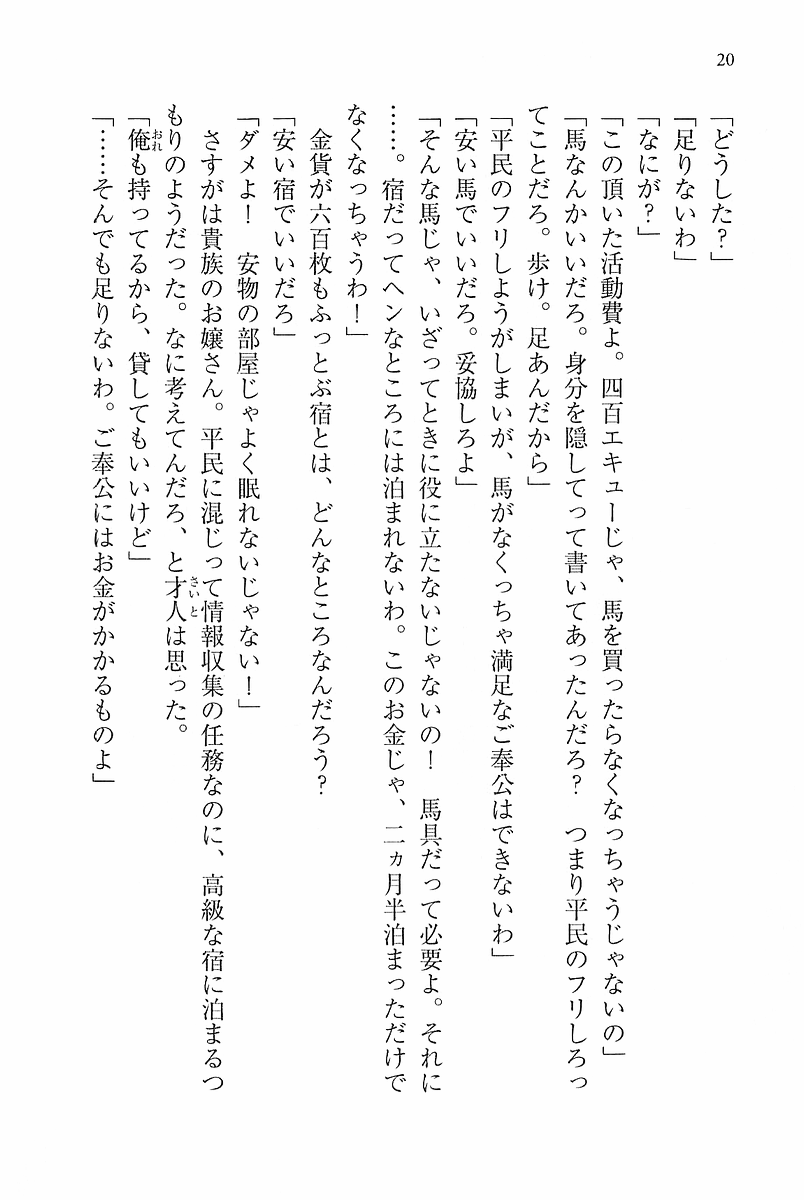 20
「どうした？」
「足りないわ」
「なにが？」
「この頂いた活動費よ。四百エキューじゃ、馬を買ったらなくなっちゃうじゃないの」
「馬なんかいいだろ。身分を隠してって書いてあったんだろ？　つまり平民のフリしろっ
てことだろ。歩け。足あんだから」
「平民のフリしようがしまいが、馬がなくっちゃ満足なご奉公はできないわ」
「安い馬でいいだろ。妥協しろよ」
「そんな馬じゃ、いざってときに役に立たないじゃないの！　馬具だって必要よ。それに
……。宿だってヘンなところには泊まれないわ。このお金じゃ、二ヵ月半泊まっただけで
なくなっちゃうわ！」
　金貨が六百枚もふっとぶ宿とは、どんなところなんだろう？
「安い宿でいいだろ」
「ダメよ！　安物の部屋じゃよく眠れないじゃない！」
　さすがは貴族のお嬢さん。平民に混じって情報収集の任務なのに、高級な宿に泊まるつ
もりのようだった。なに考えてんだろ、と才人さいとは思った。
「俺おれも持ってるから、貸してもいいけど」
「……そんでも足りないわ。ご奉公にはお金がかかるものよ」